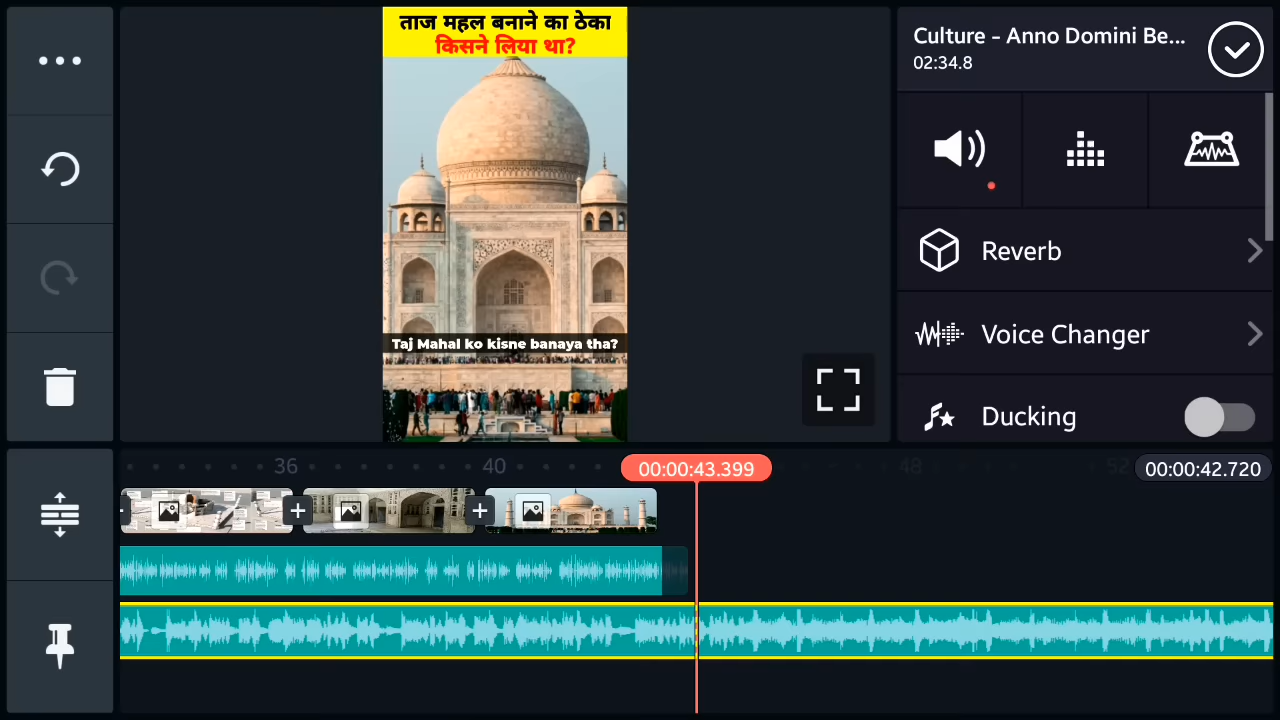 ताज महल बनाने का ठेका
किसने लिया था?
Taj Mahal ko kisne banaya tha?
Culture - Anno Domini Be...
02:34.8
Reverb
Voice Changer
Ducking
36
40
00:00:43.399
48
52
00:00:42.720